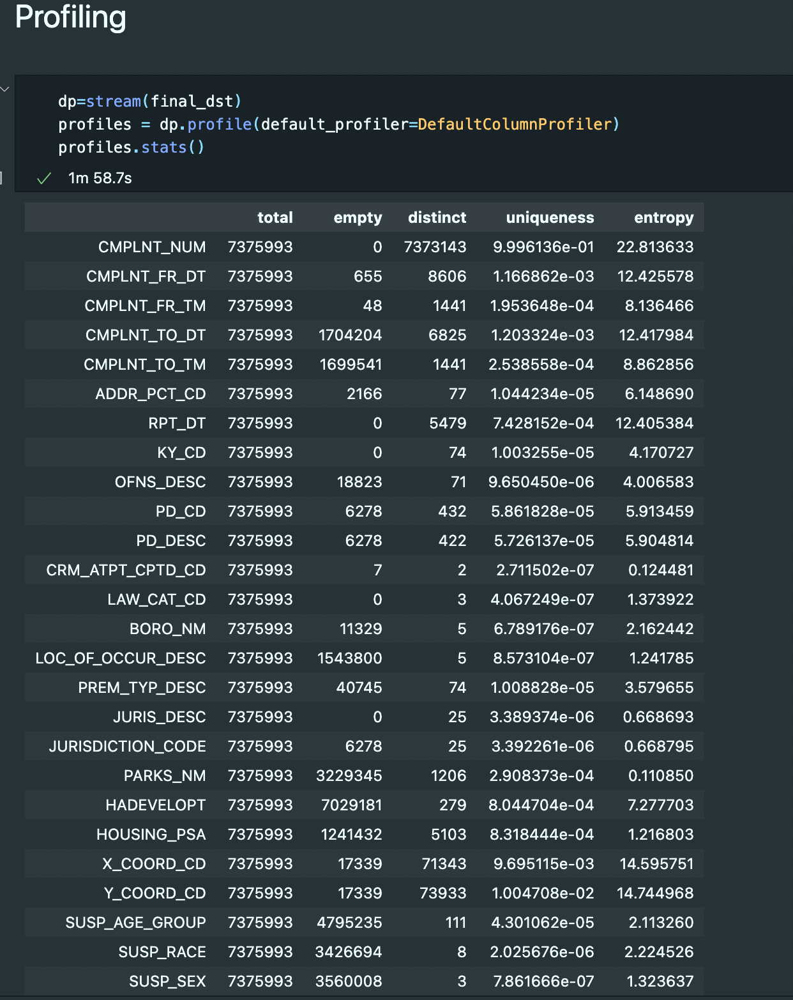 Profiling
dp=stream(final_dst)
profiles = dp.profile(default_profiler=DefaultColumnProfiler)
profiles.stats()
1m 58.7s
total empty distinct uniqueness entropy
CMPLNT_NUM 7375993 0 7373143 9.996136e-01 22.813633
CMPLNT_FR_DT 7375993 655 8606 1.166862e-03 12.425578
CMPLNT_FR_TM 7375993 48 1441 1.953648e-04 8.136466
CMPLNT_TO_DT 7375993 1704204 6825 1.203324e-03 12.417984
CMPLNT_TO_TM 7375993 1699541 1441 2.538558e-04 8.862856
ADDR_PCT_CD 7375993 2166 77 1.044234e-05 6.148690
RPT_DT 7375993 0 5479 7.428152e-04 12.405384
KY_CD 7375993 0 74 1.003255e-05 4.170727
OFNS_DESC 7375993 18823 71 9.650450e-06 4.006583
PD_CD 7375993 6278 432 5.861828e-05 5.913459
PD_DESC 7375993 6278 422 5.726137e-05 5.904814
CRM_ATPT_CPTD_CD 7375993 7 2 2.711502e-07 0.124481
LAW_CAT_CD 7375993 0 3 4.067249e-07 1.373922
BORO_NM 7375993 11329 5 6.789176e-07 2.162442
LOC_OF_OCCUR_DESC 7375993 1543800 5 8.573104e-07 1.241785
PREM_TYP_DESC 7375993 40745 74 1.008828e-05 3.579655
JURIS_DESC 7375993 0 25 3.389374e-06 0.668693
JURISDICTION_CODE 7375993 6278 25 3.392261e-06 0.668795
PARKS_NM 7375993 3229345 1206 2.908373e-04 0.110850
HADEVELOPT 7375993 7029181 279 8.044704e-04 7.277703
HOUSING_PSA 7375993 1241432 5103 8.318444e-04 1.216803
X_COORD_CD 7375993 17339 71343 9.695115e-03 14.595751
Y_COORD_CD 7375993 17339 73933 1.004708e-02 14.744968
SUSP_AGE_GROUP 7375993 4795235 111 4.301062e-05 2.113260
SUSP_RACE 7375993 3426694 8 2.025676e-06 2.224526
SUSP_SEX 7375993 3560008 3 7.861666e-07 1.323637